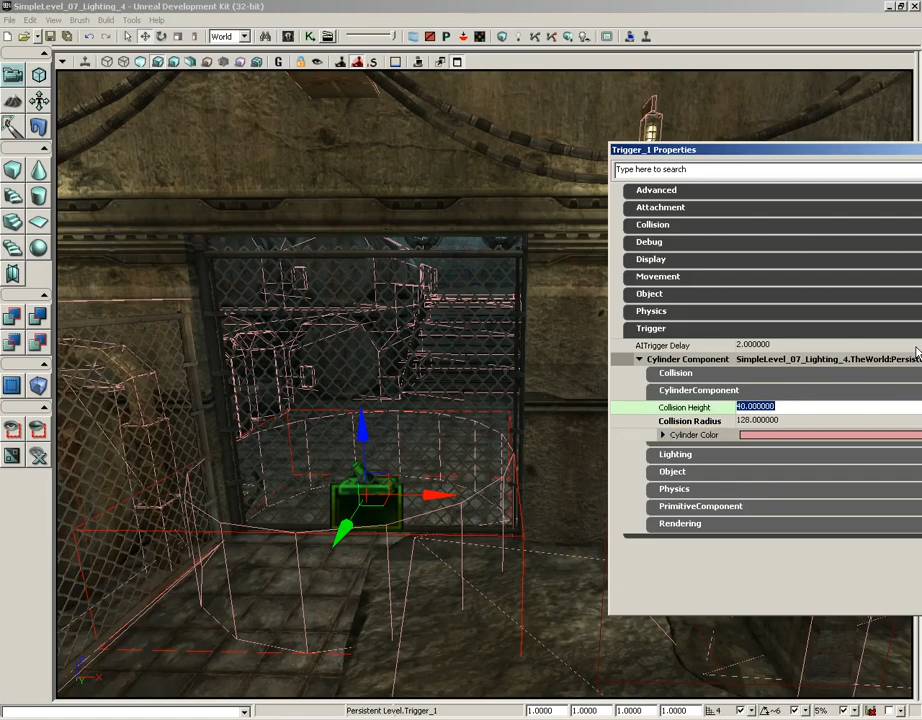 SimpleLevel_07_Lighting_4 - Unreal Development Kit (32-bit)
File Edit View Brush Build Tools Help
World
G
S
Trigger_1 Properties
Type here to search
Advanced
Attachment
Collision
Debug
Display
Movement
Object
Physics
Trigger
AITrigger Delay 2.000000
Cylinder Component SimpleLevel_07_Lighting_4.TheWorld:Persist
Collision
CylinderComponent
Collision Height 40.000000
Collision Radius 128.000000
Cylinder Color
Lighting
Object
Physics
PrimitiveComponent
Rendering
Persistent Level.Trigger_1 1.0000 1.0000 1.0000 1.0000 4 ~6 5%